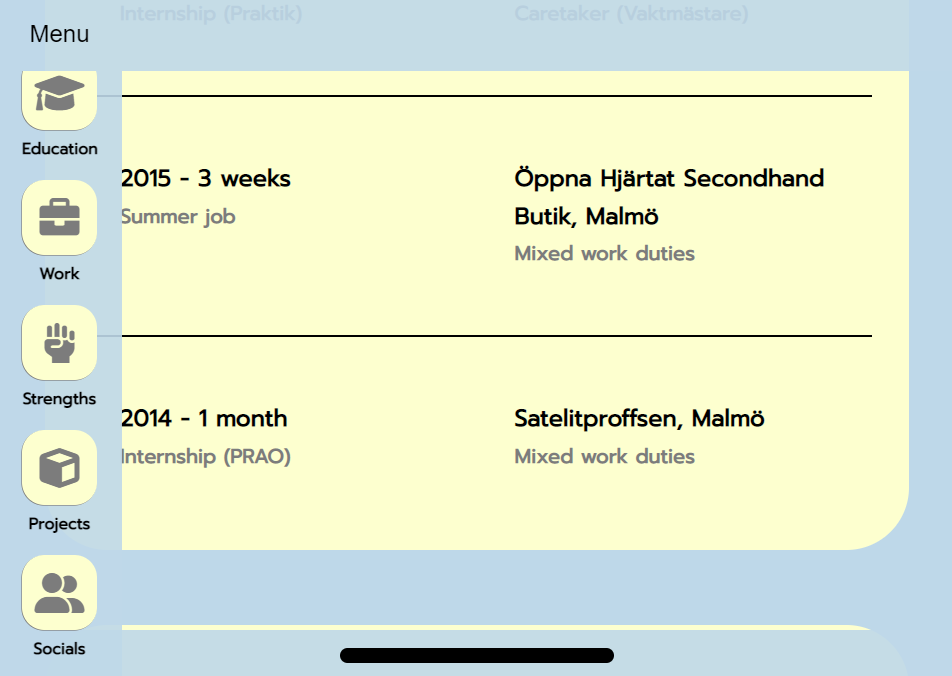 Internship (Praktik)
Caretaker (Vaktmästare)
Menu
Education
2015 - 3 weeks
Summer job
Öppna Hjärtat Secondhand
Butik, Malmö
Mixed work duties
Work
Strengths
2014 - 1 month
Internship (PRAO)
Satelitproffsen, Malmö
Mixed work duties
Projects
Socials